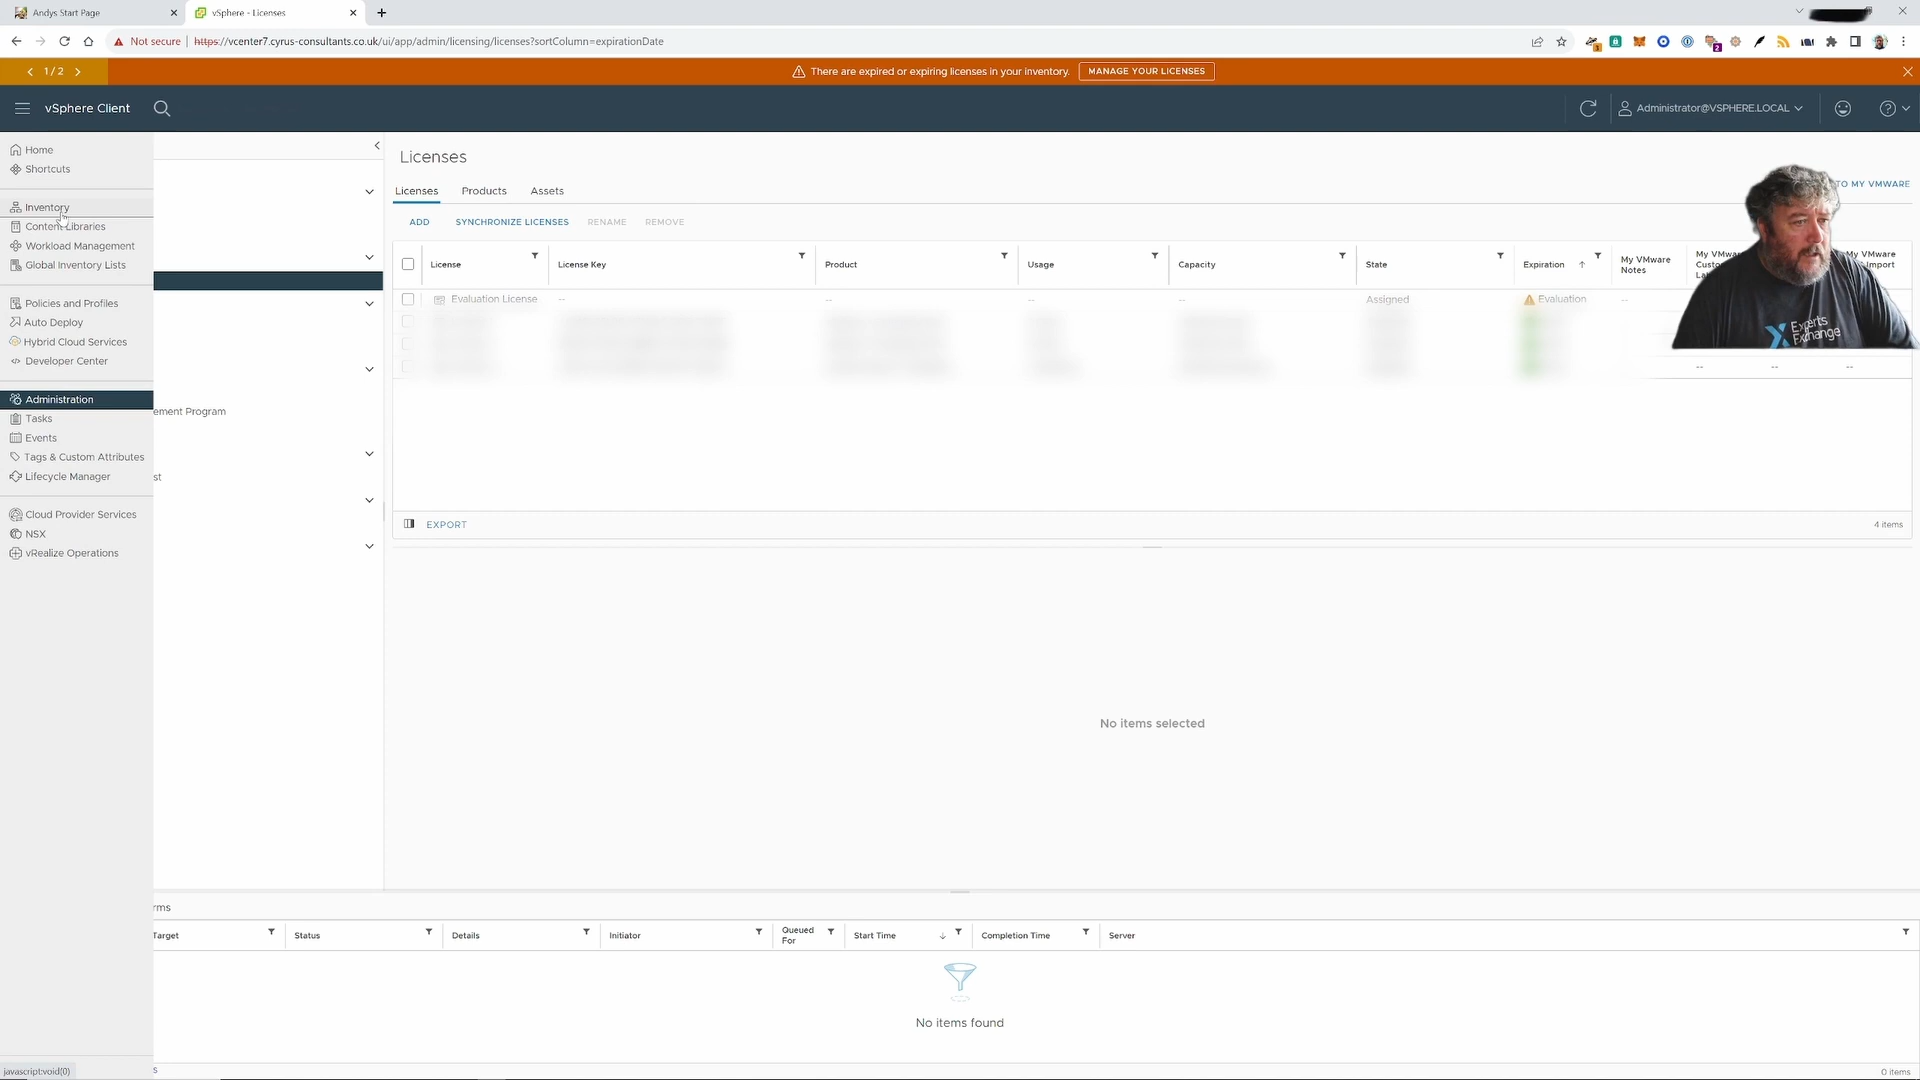 Andys Start Page
vSphere - Licenses
Not secure
https://vcenter7.cyrus-consultants.co.uk/ui/app/admin/licensing/licenses?sortColumn=expirationDate
1 / 2
There are expired or expiring licenses in your inventory.
MANAGE YOUR LICENSES
vSphere Client
Administrator@VSPHERE.LOCAL
Home
Shortcuts
Inventory
Content Libraries
Workload Management
Global Inventory Lists
Policies and Profiles
Auto Deploy
Hybrid Cloud Services
Developer Center
Administration
Tasks
Events
Tags & Custom Attributes
Lifecycle Manager
Cloud Provider Services
NSX
vRealize Operations
ement Program
st
Licenses
Licenses Products Assets
TO MY VMWARE
ADD SYNCHRONIZE LICENSES RENAME REMOVE
License License Key Product Usage Capacity State Expiration
My VMware Notes
My VMwa
Custo
La
My VMware
Import
Evaluation License -- -- -- -- Assigned Evaluation --
-- -- --
Experts
Exchange
EXPORT
4 items
No items selected
rms
Target Status Details Initiator Queued For Start Time Completion Time Server
No items found
javascript:void(0)
s
0 items